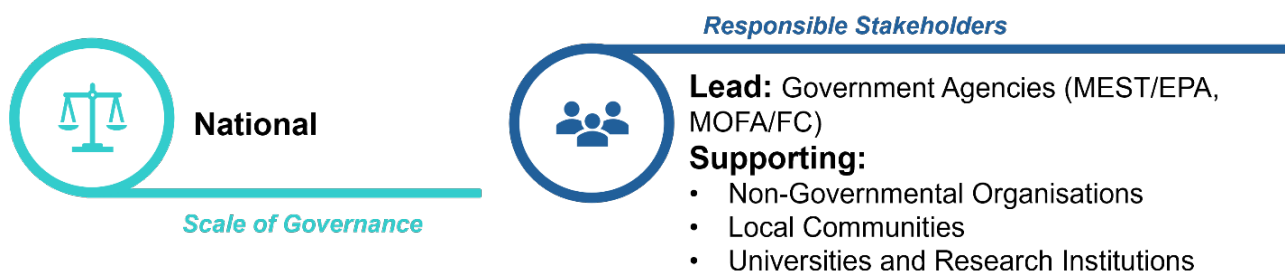 National
Scale of Governance
Responsible Stakeholders
Lead: Government Agencies (MEST/EPA,
MOFA/FC)
Supporting:
• Non-Governmental Organisations
• Local Communities
• Universities and Research Institutions